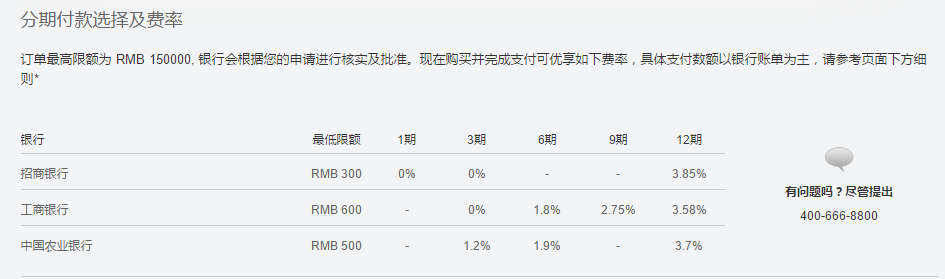 分期付款选择及费率
订单最高限额为 RMB 150000, 银行会根据您的申请进行核实及批准。现在购买并完成支付可优享如下费率，具体支付数额以银行账单为主，请参考页面下方细
则*
银行 最低限额 1期 3期 6期 9期 12期
招商银行 RMB 300 0% 0% - - 3.85%
工商银行 RMB 600 - 0% 1.8% 2.75% 3.58%
中国农业银行 RMB 500 - 1.2% 1.9% - 3.7%
有问题吗？尽管提出
400-666-8800